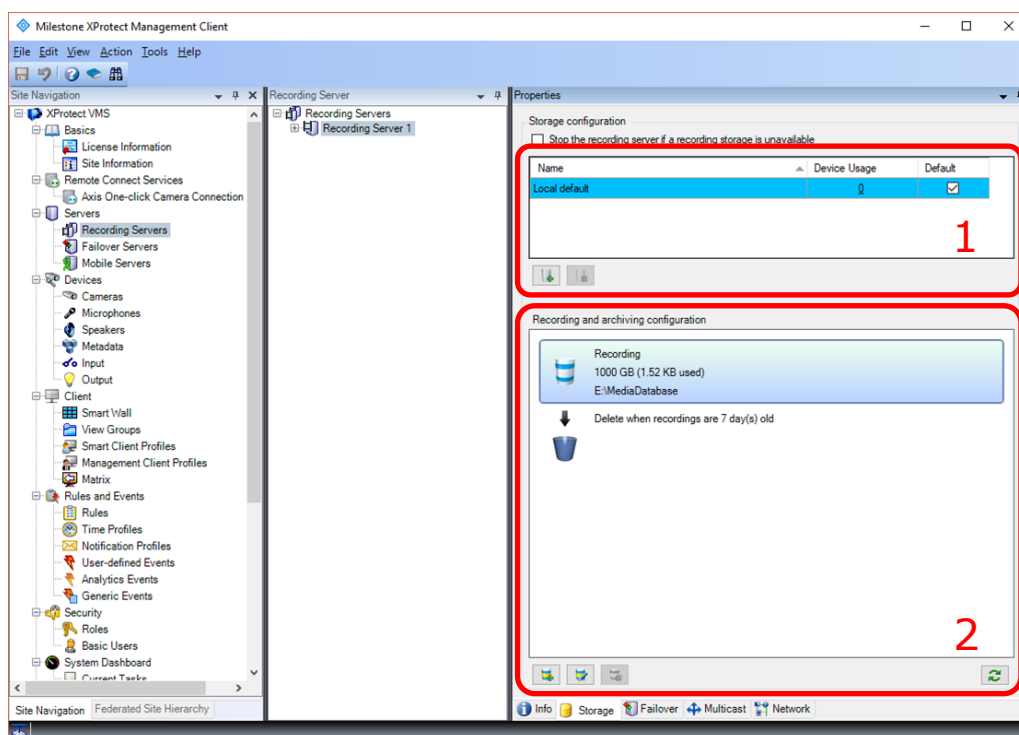 Milestone XProtect Management Client
File Edit View Action Tools Help
Site Navigation
XProtect VMS
Basics
License Information
Site Information
Remote Connect Services
Axis One-click Camera Connection
Servers
Recording Servers
Failover Servers
Mobile Servers
Devices
Cameras
Microphones
Speakers
Metadata
Input
Output
Client
Smart Wall
View Groups
Smart Client Profiles
Management Client Profiles
Matrix
Rules and Events
Rules
Time Profiles
Notification Profiles
User-defined Events
Analytics Events
Generic Events
Security
Roles
Basic Users
System Dashboard
Current Tasks
Site Navigation Federated Site Hierarchy
Recording Server
Recording Servers
Recording Server 1
Properties
Storage configuration
Stop the recording server if a recording storage is unavailable
Name Device Usage Default
Local default 0
1
Recording and archiving configuration
Recording
1000 GB (1.52 KB used)
E:\MediaDatabase
Delete when recordings are 7 day(s) old
2
Info Storage Failover Multicast Network